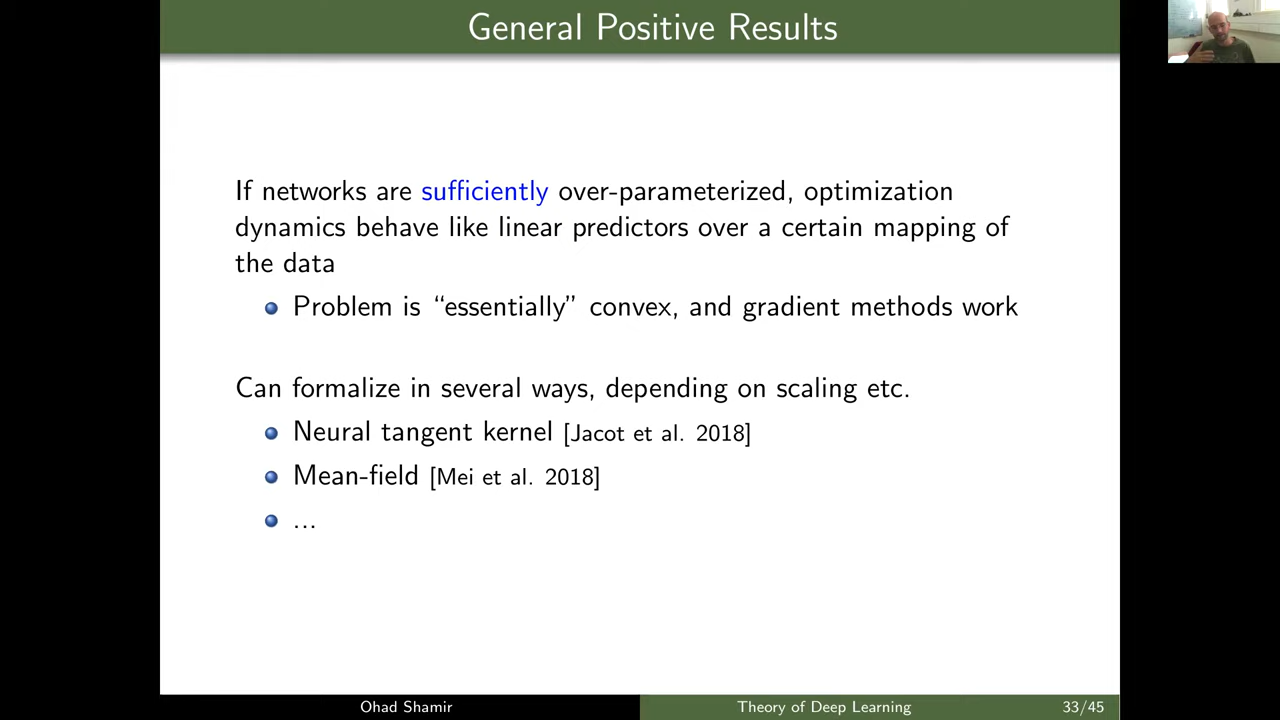 General Positive Results
If networks are sufficiently over-parameterized, optimization
dynamics behave like linear predictors over a certain mapping of
the data
Problem is “essentially” convex, and gradient methods work
Can formalize in several ways, depending on scaling etc.
Neural tangent kernel [Jacot et al. 2018]
Mean-field [Mei et al. 2018]
...
Ohad Shamir
Theory of Deep Learning
33/45